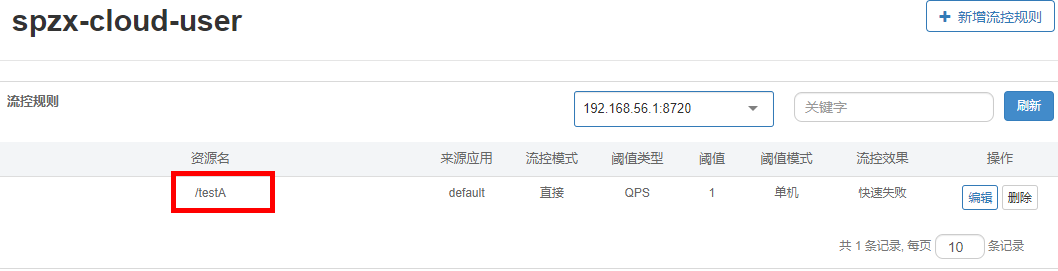 spzx-cloud-user
+ 新增流控规则
流控规则
192.168.56.1:8720
关键字
刷新
资源名 来源应用 流控模式 阈值类型 阈值 阈值模式 流控效果 操作
/testA default 直接 QPS 1 单机 快速失败 编辑 删除
共 1 条记录, 每页 10 条记录